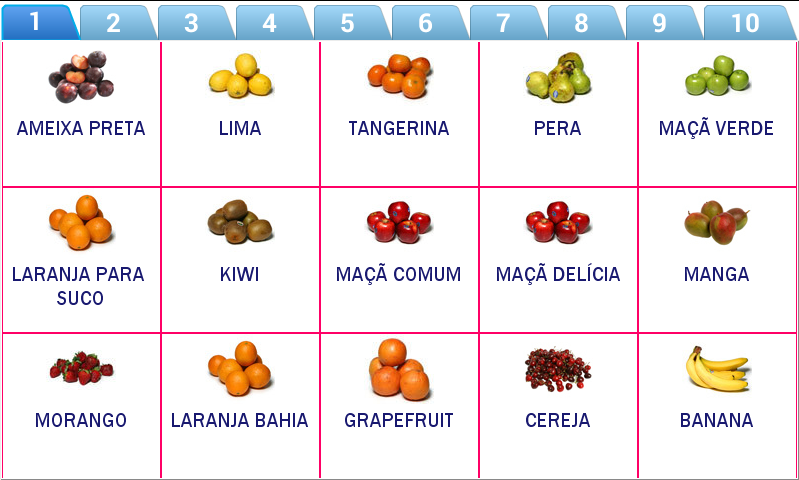 1 2 3 4 5 6 7 8 9 10
AMEIXA PRETA LIMA TANGERINA PERA MAÇÃ VERDE
LARANJA PARA
SUCO
KIWI MAÇÃ COMUM MAÇÃ DELÍCIA MANGA
MORANGO LARANJA BAHIA GRAPEFRUIT CEREJA BANANA